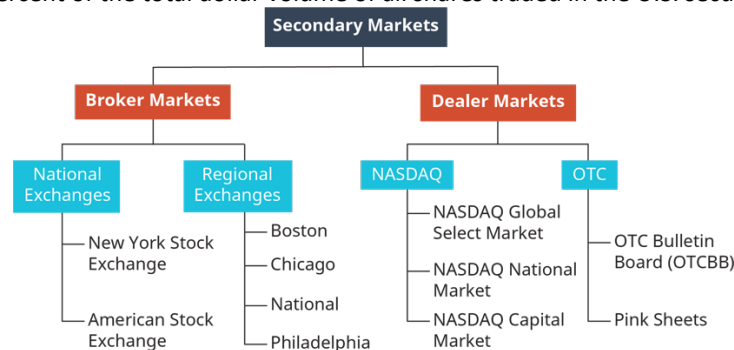 percent of the total dollar volume of all shares traded in the U.S.
Secondary Markets
Broker Markets
Dealer Markets
National
Exchanges
Regional
Exchanges
NASDAQ
OTC
New York Stock
Exchange
American Stock
Exchange
Boston
Chicago
National
Philadelphia
NASDAQ Global
Select Market
NASDAQ National
Market
NASDAQ Capital
Market
OTC Bulletin
Board (OTCBB)
Pink Sheets